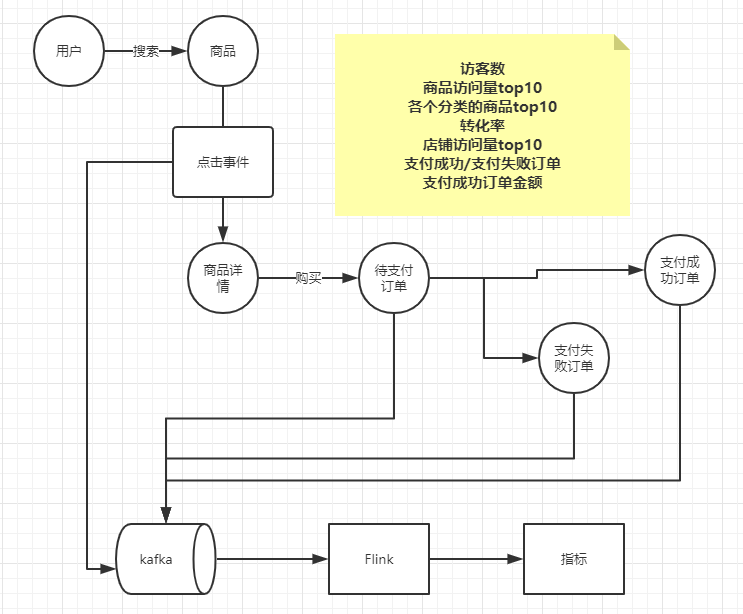 用户
搜索
商品
访客数
商品访问量top10
各个分类的商品top10
转化率
店铺访问量top10
支付成功/支付失败订单
支付成功订单金额
点击事件
商品详
情
购买
待支付
订单
支付成
功订单
支付失
败订单
kafka
Flink
指标